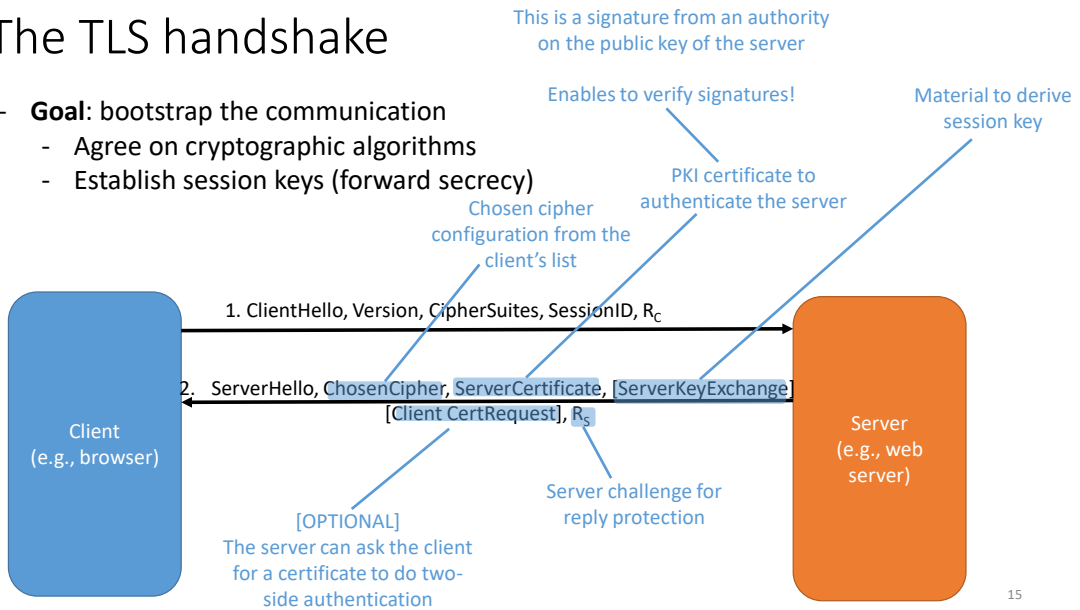 The TLS handshake
This is a signature from an authority
on the public key of the server
- Goal: bootstrap the communication
- Agree on cryptographic algorithms
- Establish session keys (forward secrecy)
Enables to verify signatures!
Material to derive
session key
PKI certificate to
authenticate the server
Chosen cipher
configuration from the
client's list
1. ClientHello, Version, CipherSuites, SessionID, R_C
2. ServerHello, ChosenCipher, ServerCertificate, [ServerKeyExchange]
[Client CertRequest], R_S
Client
(e.g., browser)
Server
(e.g., web
server)
Server challenge for
reply protection
[OPTIONAL]
The server can ask the client
for a certificate to do two-
side authentication
15